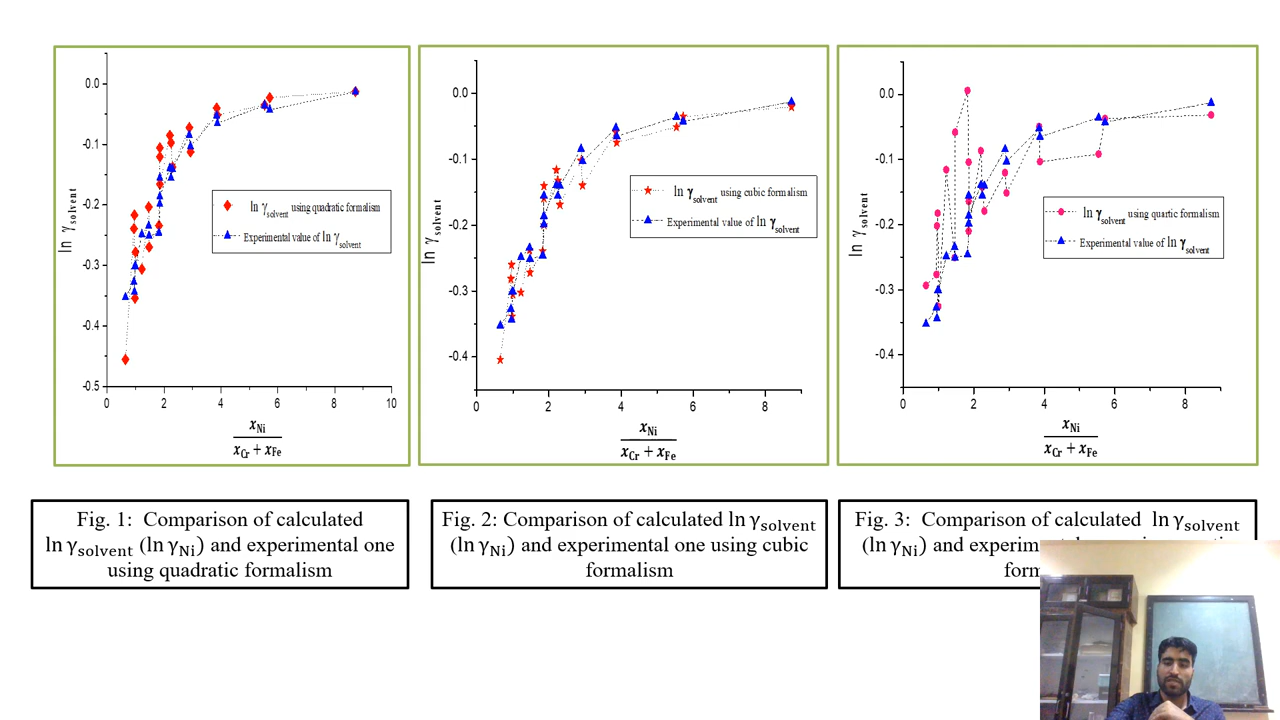 0.0
-0.1
-0.2
-0.3
-0.4
-0.5
ln γsolvent
0 2 4 6 8 10
xNi
xCr + xFe
ln γsolvent using quadratic formalism
Experimental value of ln γsolvent
0.0
-0.1
-0.2
-0.3
-0.4
ln γsolvent
0 2 4 6 8
xNi
xCr + xFe
ln γsolvent using cubic formalism
Experimental value of ln γsolvent
0.0
-0.1
-0.2
-0.3
-0.4
ln γsolvent
0 2 4 6 8
xNi
xCr + xFe
ln γsolvent using quartic formalism
Experimental value of ln γsolvent
Fig. 1: Comparison of calculated
ln γsolvent (ln γNi) and experimental one
using quadratic formalism
Fig. 2: Comparison of calculated ln γsolvent
(ln γNi) and experimental one using cubic
formalism
Fig. 3: Comparison of calculated ln γsolvent
(ln γNi) and